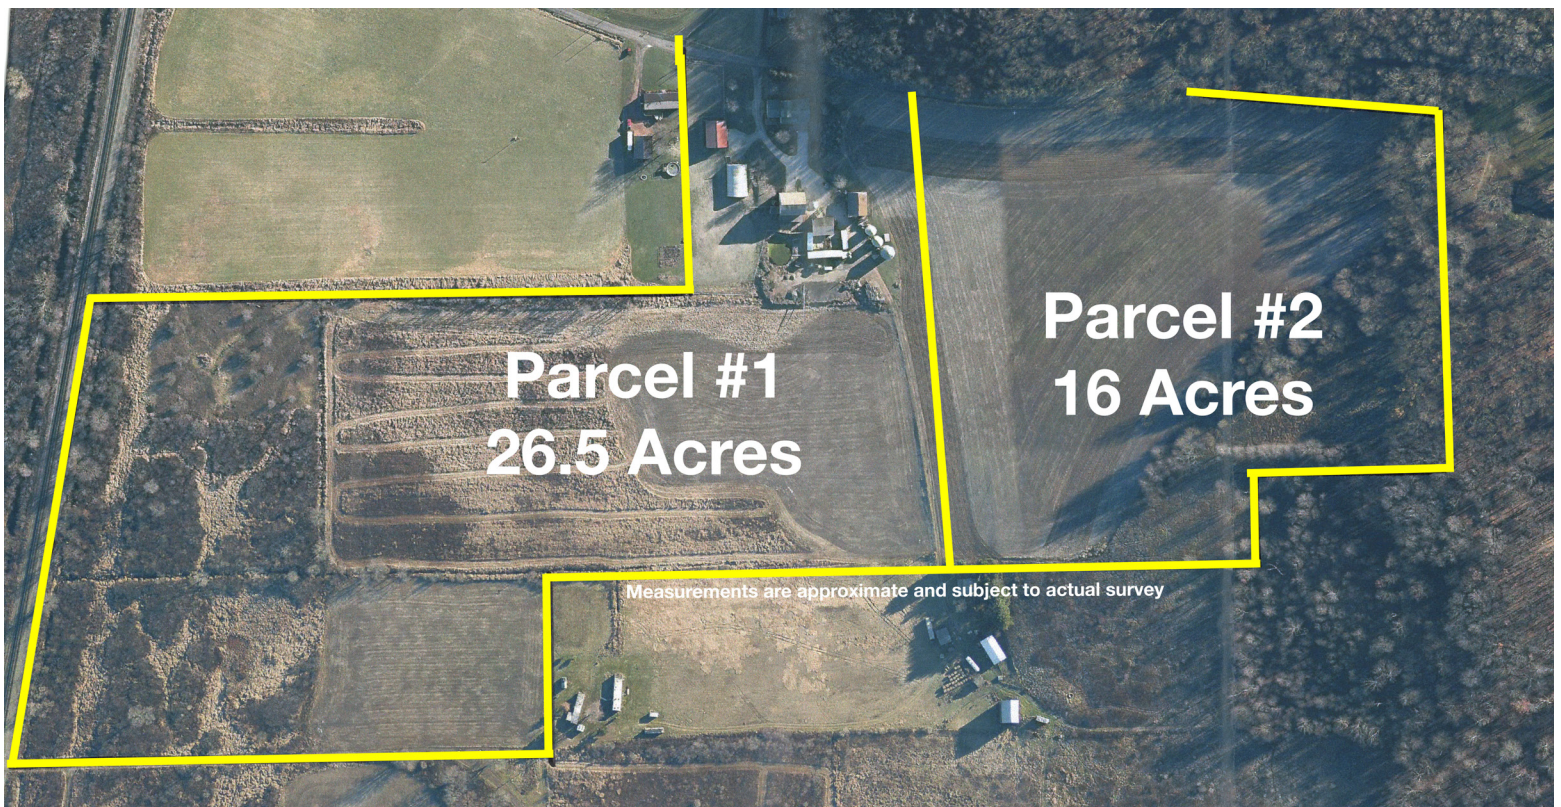 Parcel #1
26.5 Acres
Parcel #2
16 Acres
Measurements are approximate and subject to actual survey